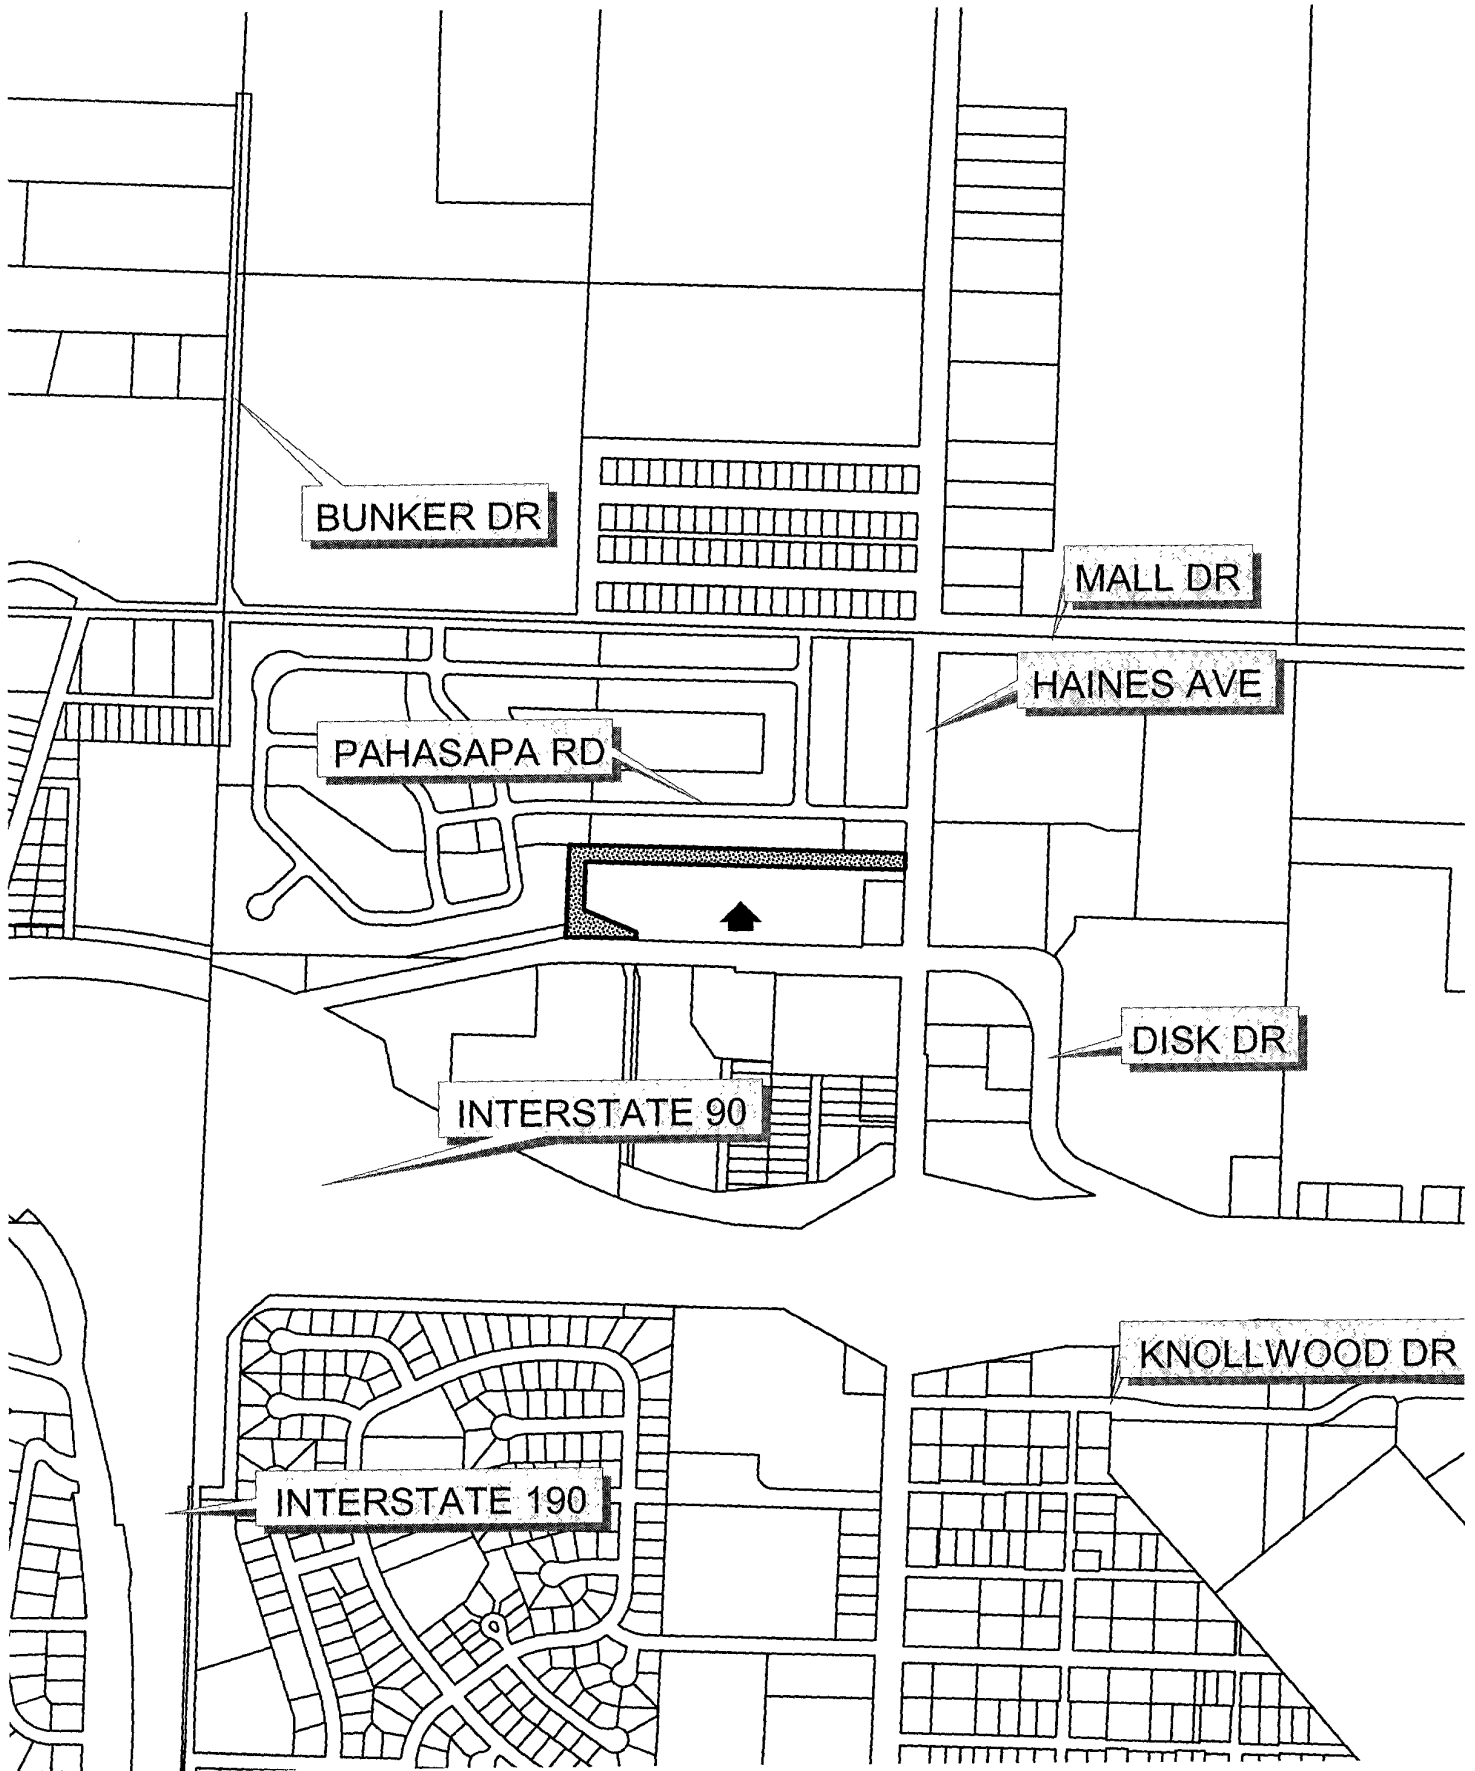 BUNKER DR
MALL DR
HAINES AVE
PAHASAPA RD
DISK DR
INTERSTATE 90
KNOLLWOOD DR
INTERSTATE 190